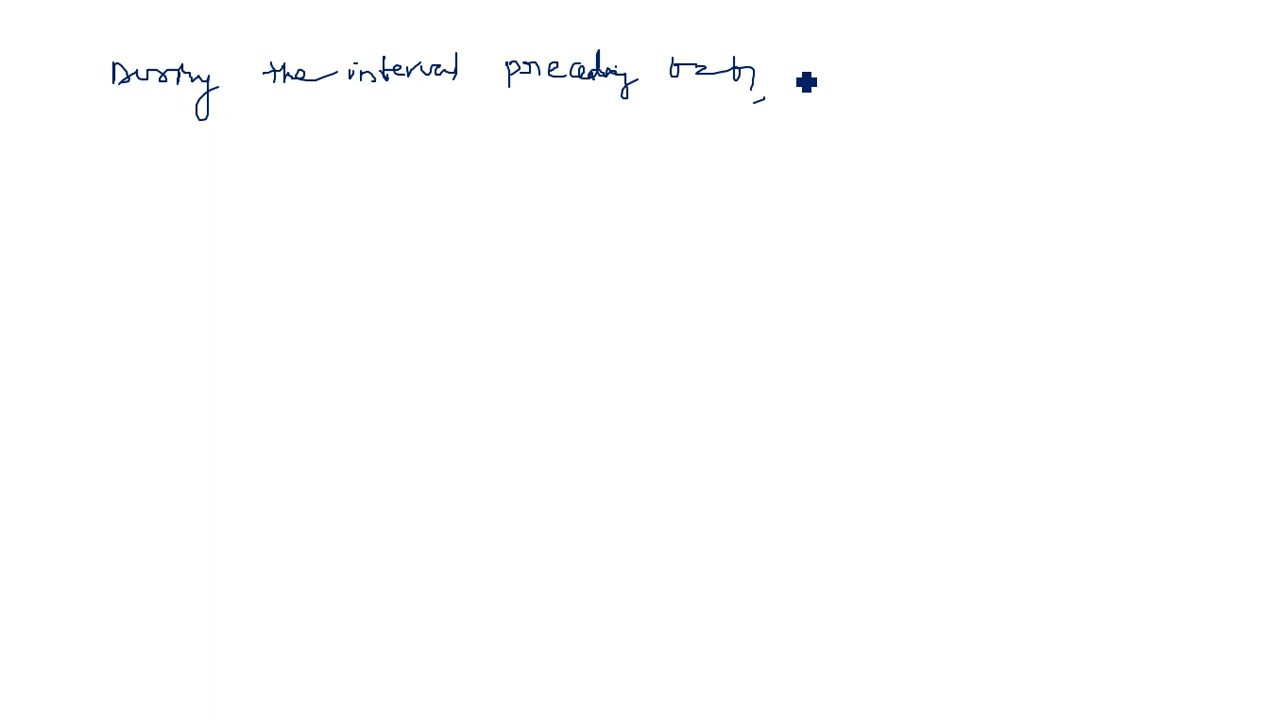 During the interval preceding t = t1,